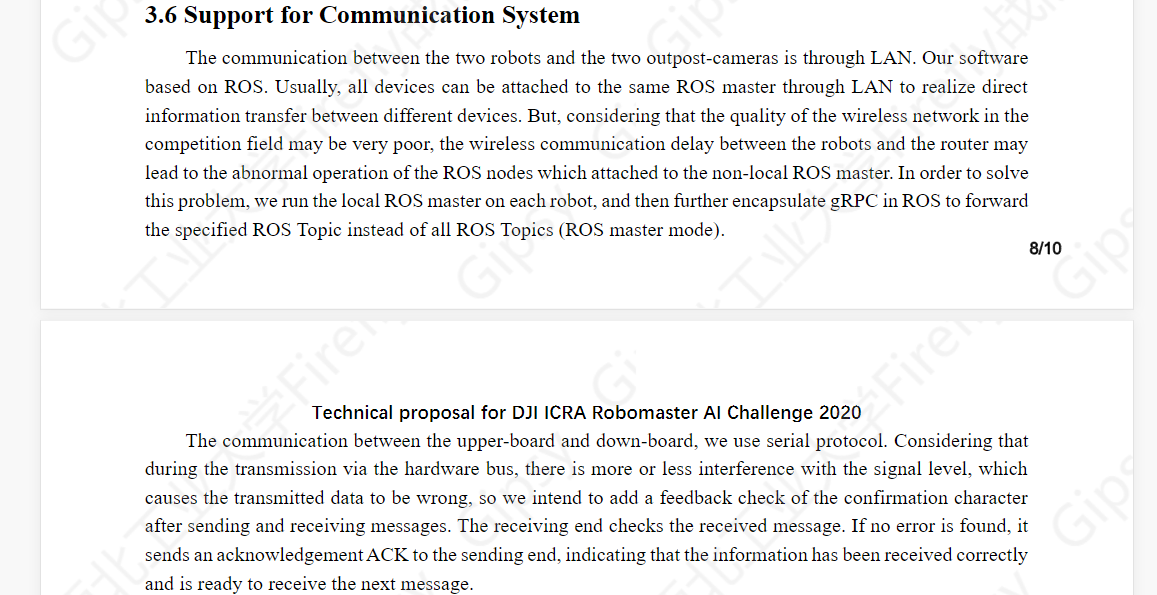 3.6 Support for Communication System
The communication between the two robots and the two outpost-cameras is through LAN. Our software
based on ROS. Usually, all devices can be attached to the same ROS master through LAN to realize direct
information transfer between different devices. But, considering that the quality of the wireless network in the
competition field may be very poor, the wireless communication delay between the robots and the router may
lead to the abnormal operation of the ROS nodes which attached to the non-local ROS master. In order to solve
this problem, we run the local ROS master on each robot, and then further encapsulate gRPC in ROS to forward
the specified ROS Topic instead of all ROS Topics (ROS master mode).
8/10
Technical proposal for DJI ICRA Robomaster AI Challenge 2020
The communication between the upper-board and down-board, we use serial protocol. Considering that
during the transmission via the hardware bus, there is more or less interference with the signal level, which
causes the transmitted data to be wrong, so we intend to add a feedback check of the confirmation character
after sending and receiving messages. The receiving end checks the received message. If no error is found, it
sends an acknowledgement ACK to the sending end, indicating that the information has been received correctly
and is ready to receive the next message.